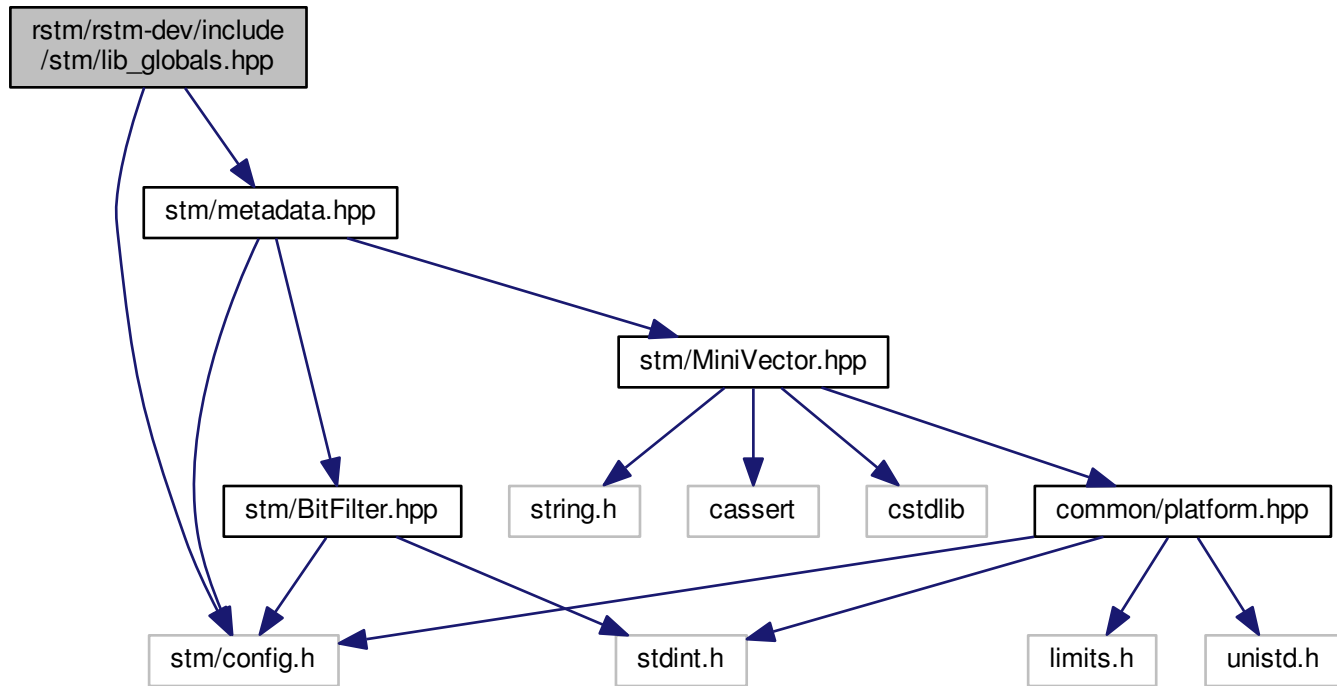 rstm/rstm-dev/include
/stm/lib_globals.hpp
stm/metadata.hpp
stm/MiniVector.hpp
stm/BitFilter.hpp
string.h
cassert
cstdlib
common/platform.hpp
stm/config.h
stdint.h
limits.h
unistd.h